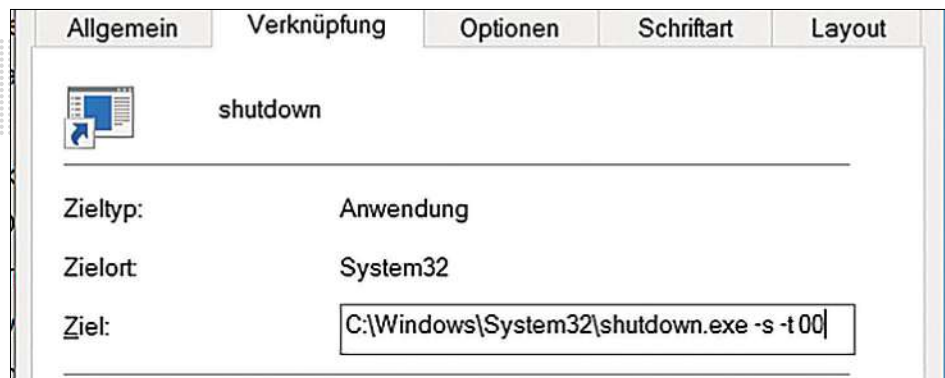 Allgemein Verknüpfung Optionen Schriftart Layout
shutdown
Zieltyp: Anwendung
Zielort: System32
Ziel: C:\Windows\System32\shutdown.exe -s -t 00